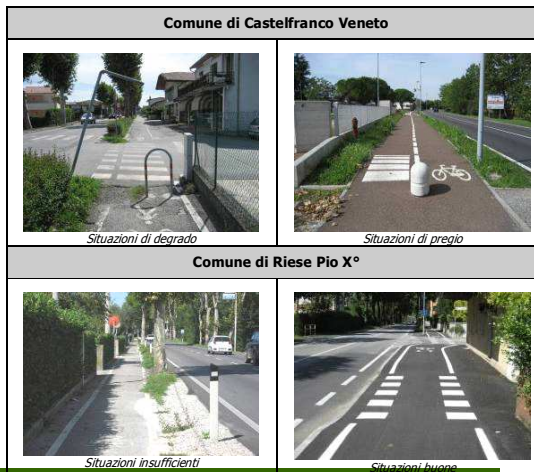 Comune di Castelfranco Veneto
Situazioni di degrado
Situazioni di pregio
Comune di Riese Pio X°
Situazioni insufficienti
Situazioni buone